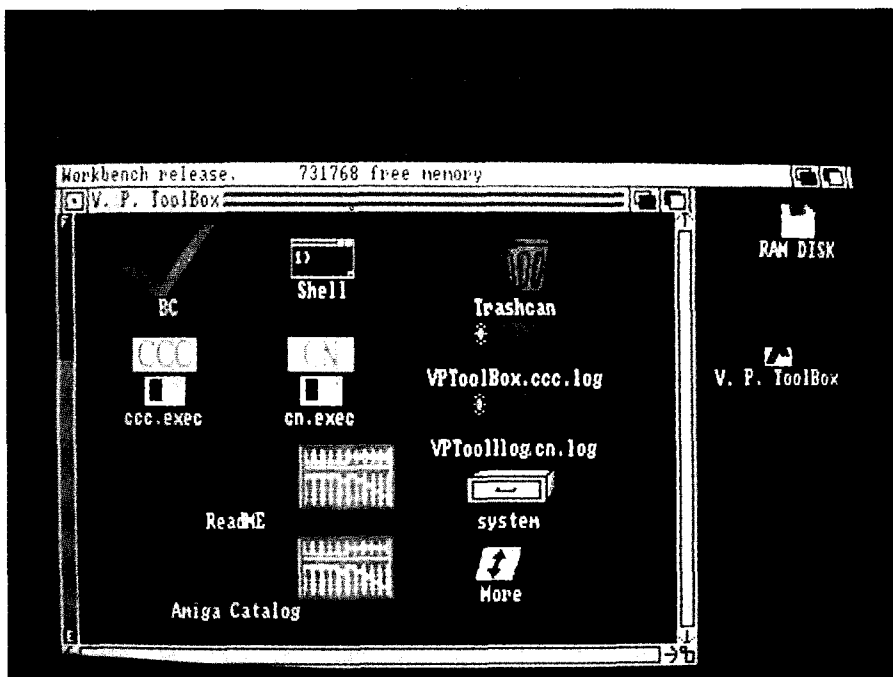 Workbench release. 731768 free memory
V. P. ToolBox
RAM DISK
1>
BC
Shell
Trashcan
CCC
CN
VPToolBox.ccc.log
V. P. ToolBox
ccc.exec
cn.exec
VPToolllog.cn.log
ReadME
system
Amiga Catalog
More